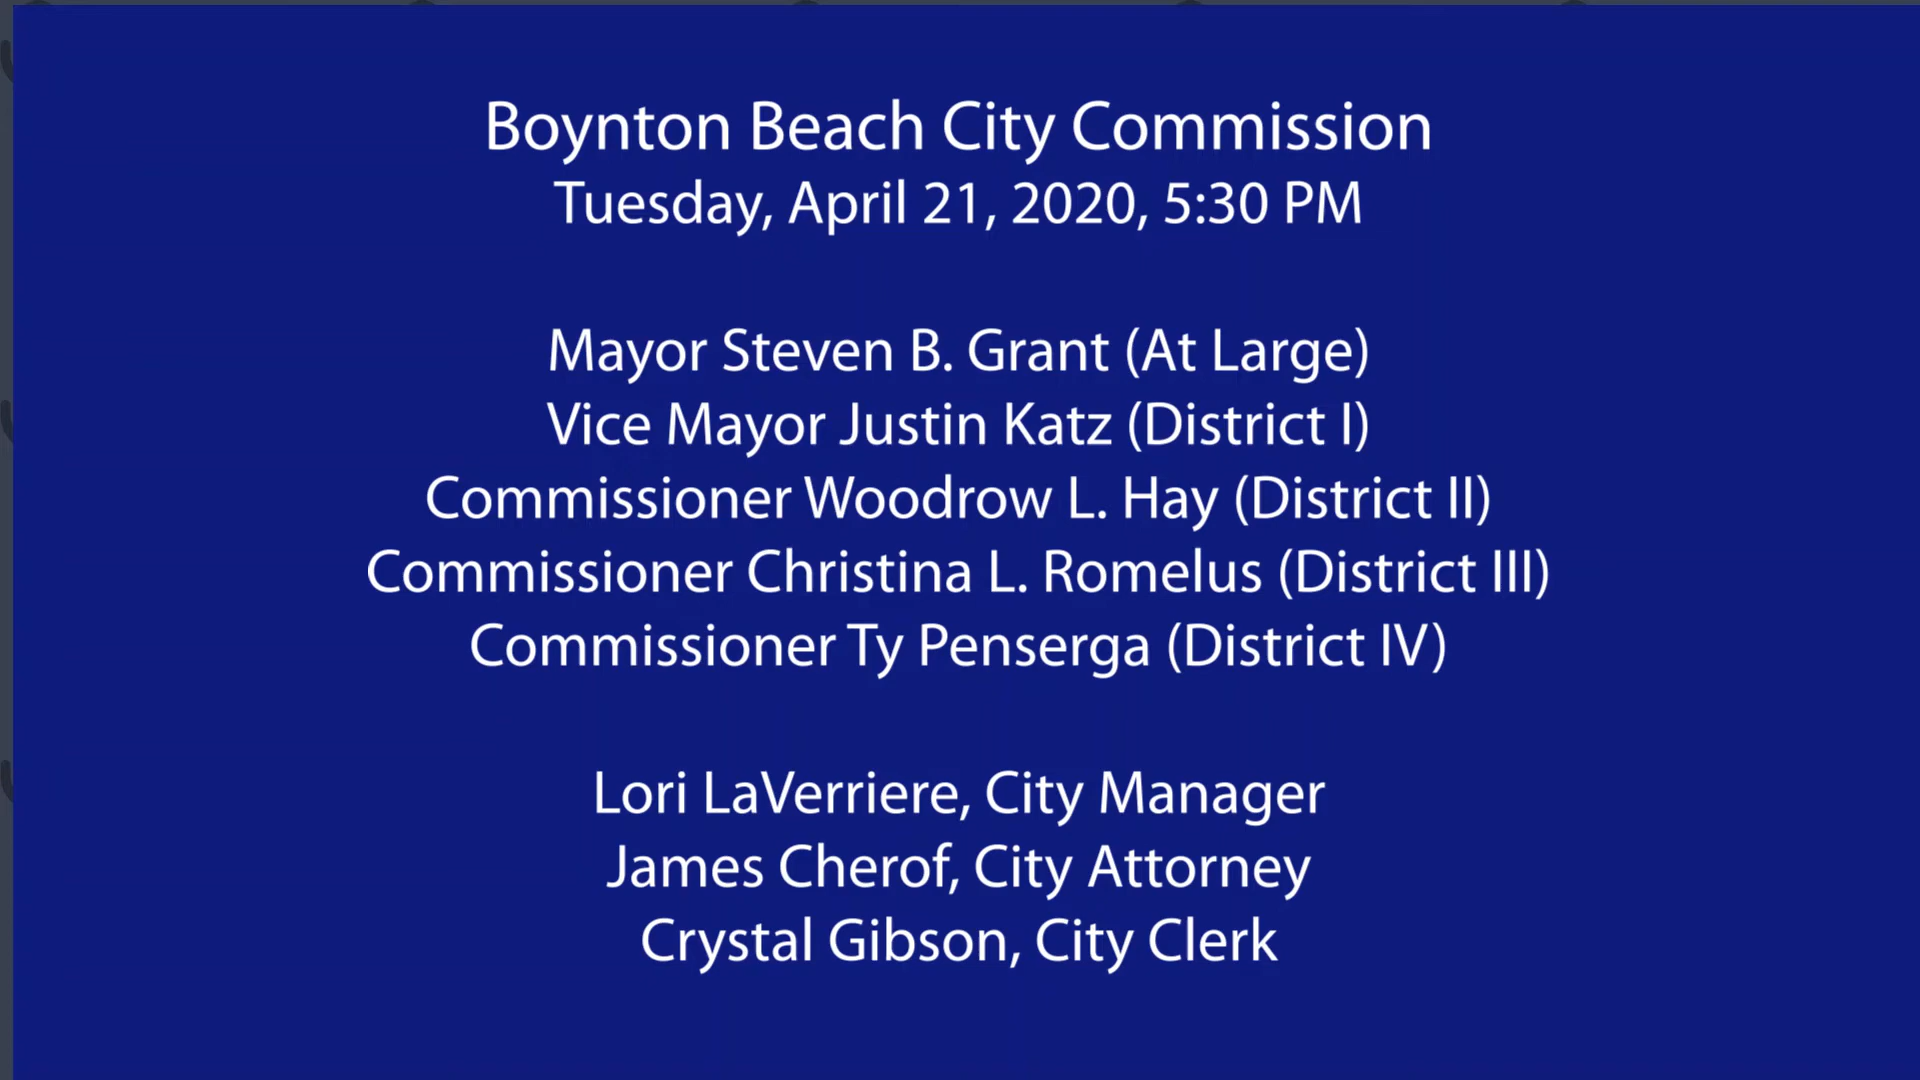 Boynton Beach City Commission
Tuesday, April 21, 2020, 5:30 PM
Mayor Steven B. Grant (At Large)
Vice Mayor Justin Katz (District I)
Commissioner Woodrow L. Hay (District II)
Commissioner Christina L. Romelus (District III)
Commissioner Ty Penserga (District IV)
Lori LaVerriere, City Manager
James Cherof, City Attorney
Crystal Gibson, City Clerk